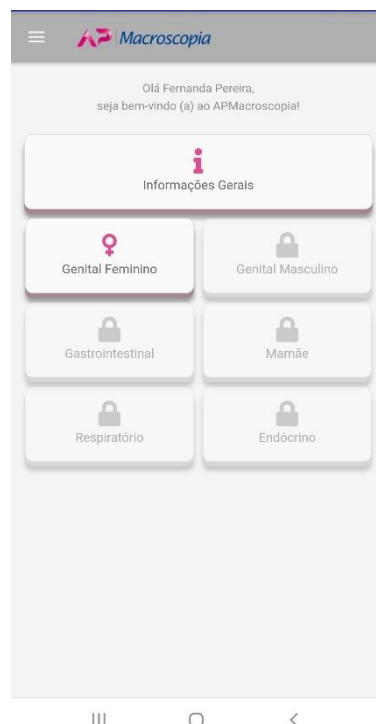 AP Macroscopia
Olá Fernanda Pereira,
seja bem-vindo (a) ao APMacroscopia!
Informações Gerais
Genital Feminino
Genital Masculino
Gastrointestinal
Mamãe
Respiratório
Endócrino